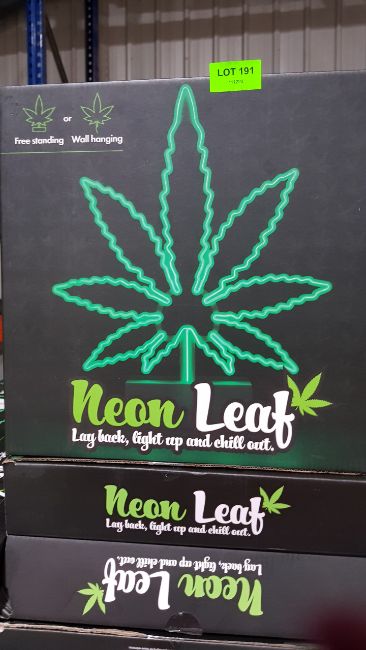 LOT 191
or
Free standing Wall hanging
Neon Leaf
Lay back, light up and chill out.
Neon Leaf
Lay back, light up and chill out.
Neon Leaf
Lay back, light up and chill out.